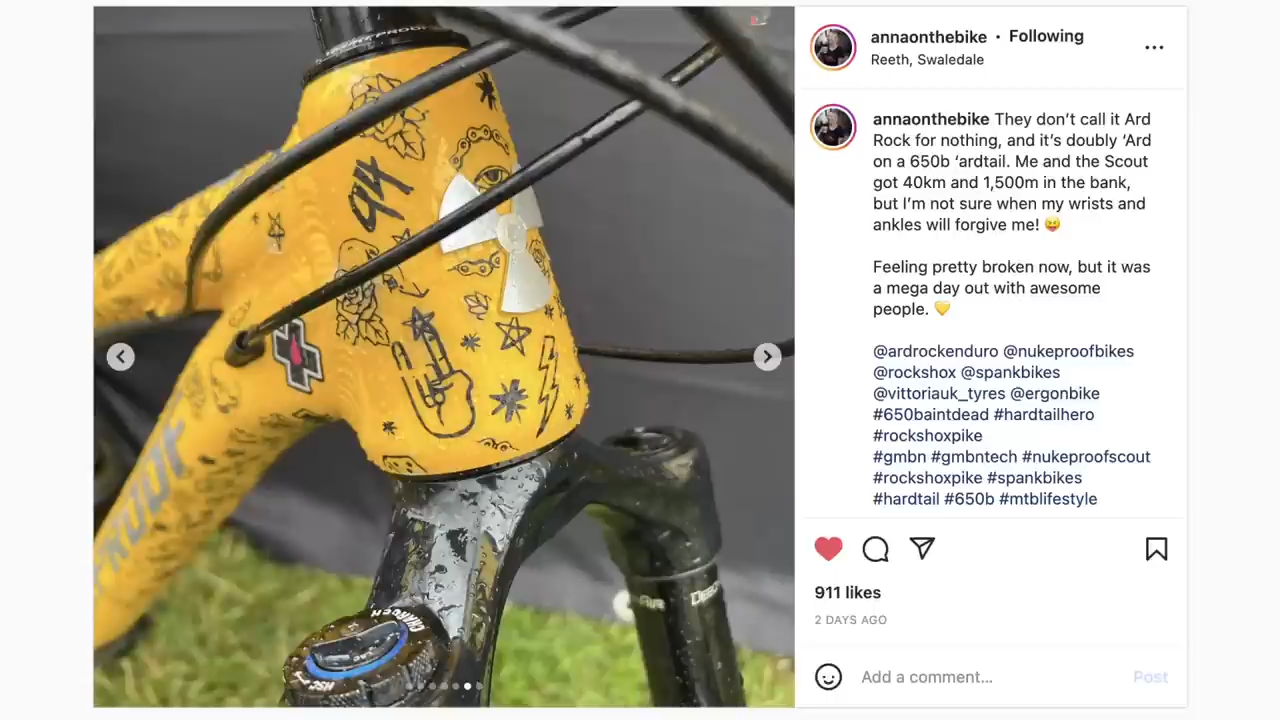 annaonthebike • Following
Reeth, Swaledale
annaonthebike They don’t call it Ard
Rock for nothing, and it’s doubly ‘Ard
on a 650b ‘ardtail. Me and the Scout
got 40km and 1,500m in the bank,
but I’m not sure when my wrists and
ankles will forgive me! 😝
Feeling pretty broken now, but it was
a mega day out with awesome
people. 💛
@ardrockenduro @nukeproofbikes
@rockshox @spankbikes
@vittoriauk_tyres @ergonbike
#650baintdead #hardtailhero
#rockshoxpike
#gmbn #gmbntech #nukeproofscout
#rockshoxpike #spankbikes
#hardtail #650b #mtblifestyle
911 likes
2 DAYS AGO
Add a comment...
Post
94
AIR
HSC